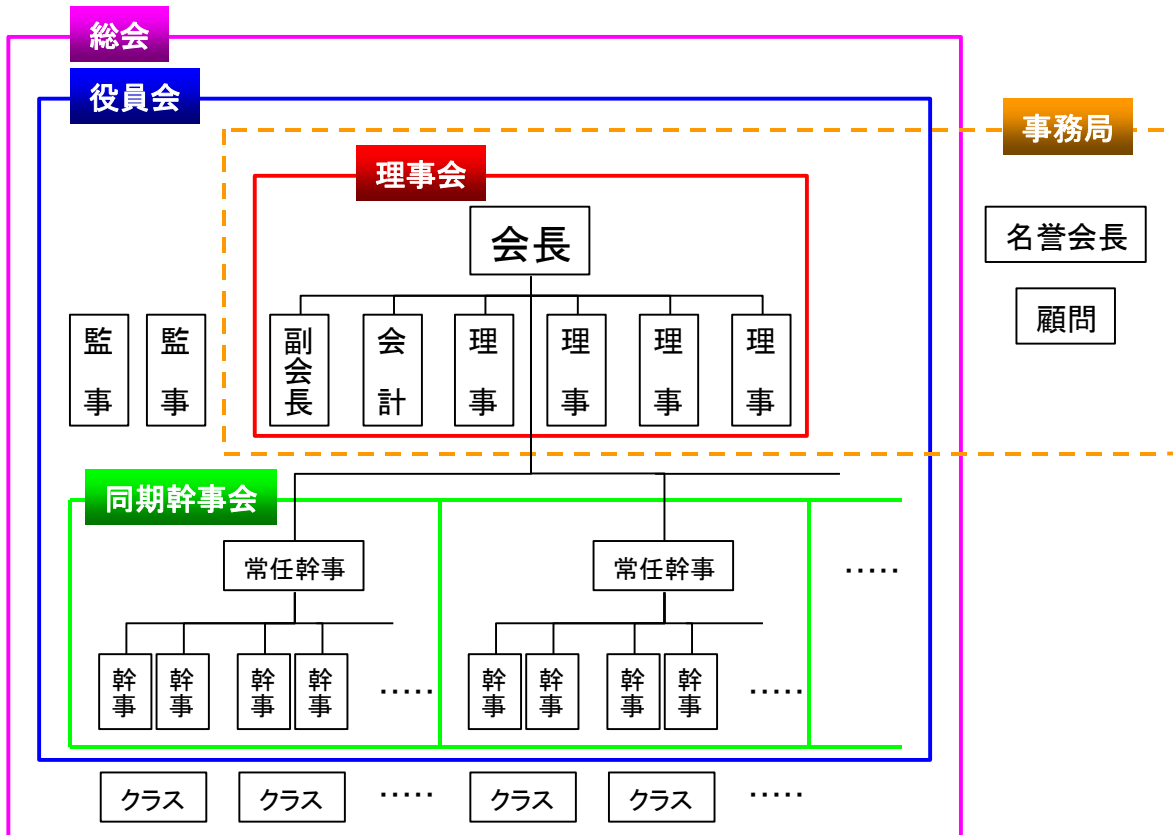 総会
役員会
事務局
理事会
会長
名誉会長
顧問
監事
監事
副会長
会計
理事
理事
理事
理事
同期幹事会
常任幹事
常任幹事
.....
幹事
幹事
幹事
幹事
.....
幹事
幹事
幹事
幹事
.....
クラス
クラス
.....
クラス
クラス
.....